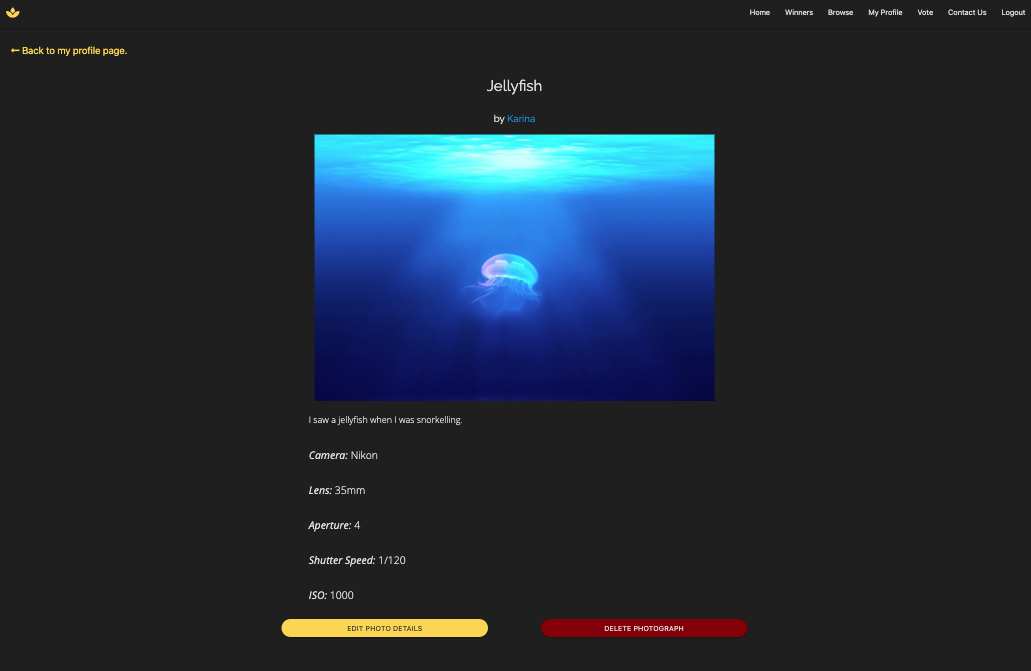 Home Winners Browse My Profile Vote Contact Us Logout
← Back to my profile page.
Jellyfish
by Karina
I saw a jellyfish when I was snorkelling.
Camera: Nikon
Lens: 35mm
Aperture: 4
Shutter Speed: 1/120
ISO: 1000
EDIT PHOTO DETAILS DELETE PHOTOGRAPH